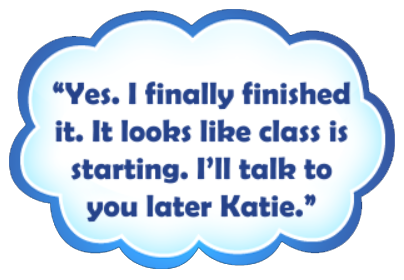 “Yes. I finally finished
it. It looks like class is
starting. I’ll talk to
you later Katie.”